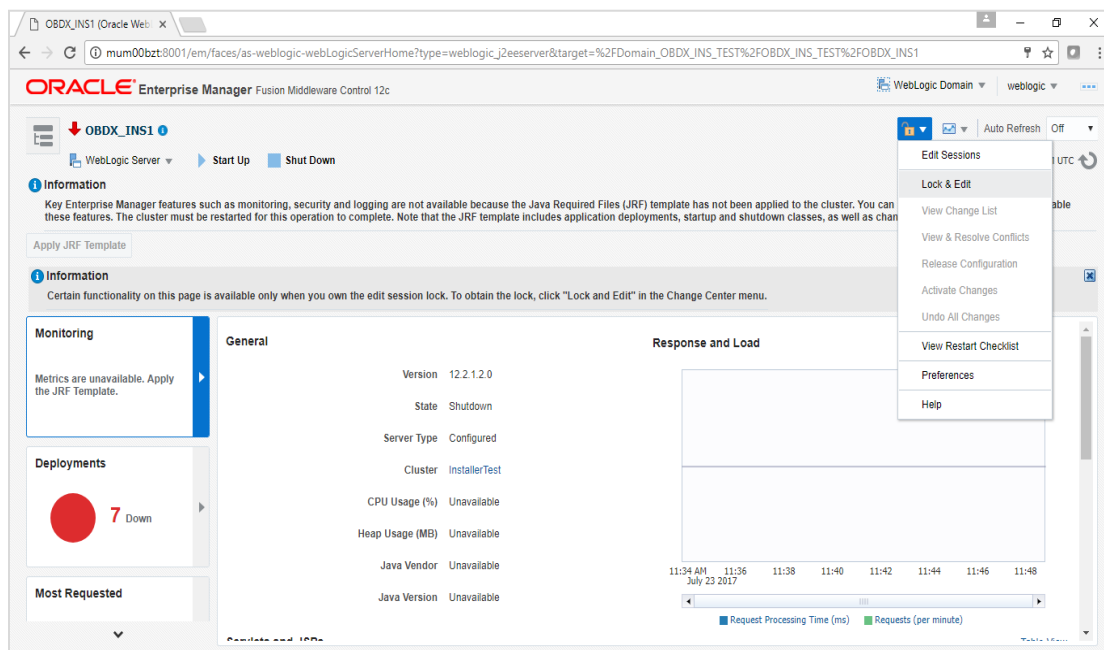 OBDX_INS1 (Oracle Web
mum00bzt:8001/em/faces/as-weblogic-webLogicServerHome?type=weblogic_j2eeserver&target=%2FDomain_OBDX_INS_TEST%2FOBDX_INS_TEST%2FOBDX_INS1
ORACLE Enterprise Manager Fusion Middleware Control 12c
WebLogic Domain
weblogic
OBDX_INS1
Auto Refresh Off
WebLogic Server
Start Up
Shut Down
UTC
Edit Sessions
Lock & Edit
View Change List
View & Resolve Conflicts
Release Configuration
Activate Changes
Undo All Changes
View Restart Checklist
Preferences
Help
Information
Key Enterprise Manager features such as monitoring, security and logging are not available because the Java Required Files (JRF) template has not been applied to the cluster. You can able
these features. The cluster must be restarted for this operation to complete. Note that the JRF template includes application deployments, startup and shutdown classes, as well as chan
Apply JRF Template
Information
Certain functionality on this page is available only when you own the edit session lock. To obtain the lock, click "Lock and Edit" in the Change Center menu.
Monitoring
Metrics are unavailable. Apply
the JRF Template.
Deployments
7 Down
Most Requested
General
Version 12.2.1.2.0
State Shutdown
Server Type Configured
Cluster InstallerTest
CPU Usage (%) Unavailable
Heap Usage (MB) Unavailable
Java Vendor Unavailable
Java Version Unavailable
Servlets and JSPs
Response and Load
11:34 AM 11:36 11:38 11:40 11:42 11:44 11:46 11:48
July 23 2017
Request Processing Time (ms) Requests (per minute)
Table View